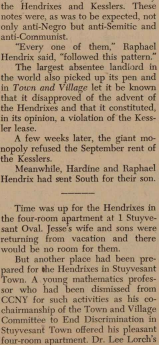 the Hendrixes and Kesslers. These
notes were, as was to be expected, not
only anti-Negro but anti-Semitic and
anti-Communist.
"Every one of them," Raphael
Hendrix said, "followed this pattern."
The largest absentee landlord in
the world also picked up its pen and
in Town and Village let it be known
that it disapproved of the advent of
the Hendrixes and that it constituted,
in its opinion, a violation of the Kess-
ler lease.
A few weeks later, the giant mo-
nopoly refused the September rent of
the Kesslers.
Meanwhile, Hardine and Raphael
Hendrix had sent South for their son.
Time was up for the Hendrixes in
the four-room apartment at 1 Stuyve-
sant Oval. Jesse's wife and sons were
returning from vacation and there
would be no room for them.
But another place had been pre-
pared for the Hendrixes in Stuyvesant
Town. A young mathematics profes-
sor who had been dismissed from
CCNY for such activities as his co-
chairmanship of the Town and Village
Committee to End Discrimination in
Stuyvesant Town offered his pleasant
four-room apartment. Dr. Lee Lorch's